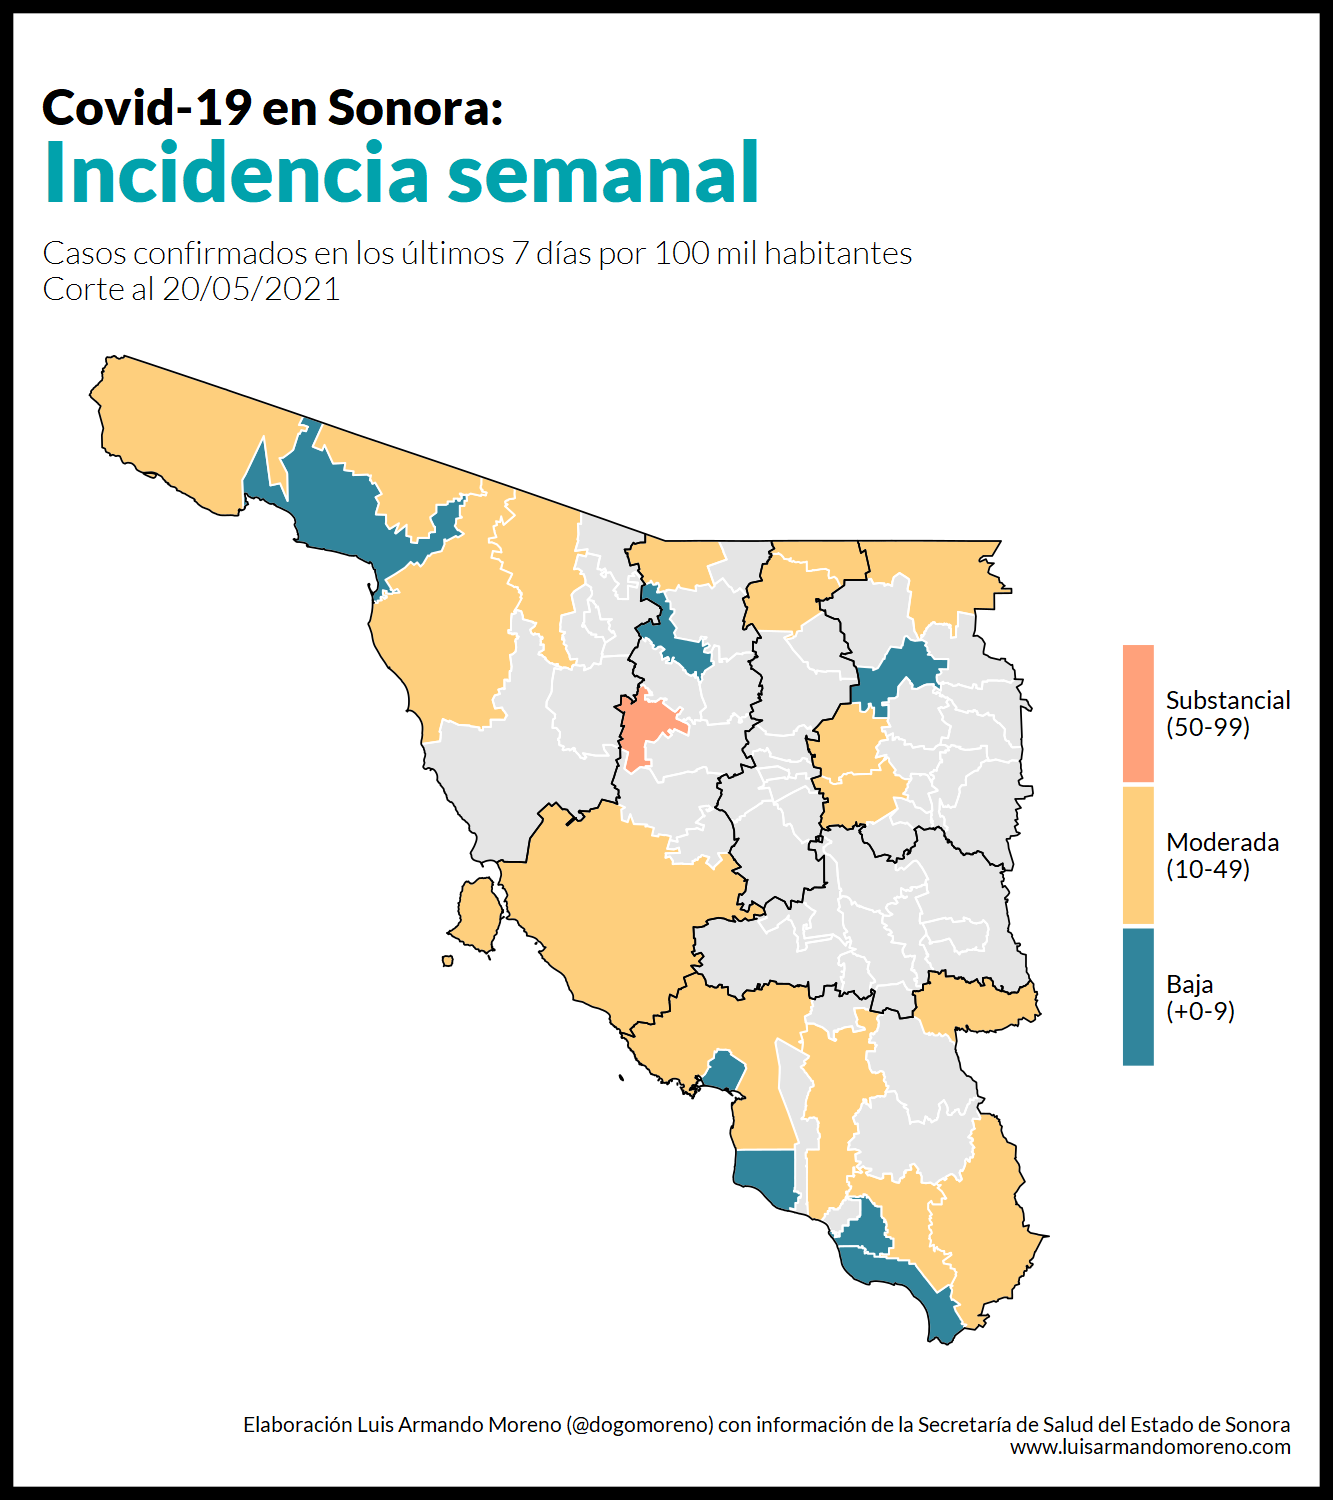 Covid-19 en Sonora:
Incidencia semanal
Casos confirmados en los últimos 7 días por 100 mil habitantes
Corte al 20/05/2021
Substancial
(50-99)
Moderada
(10-49)
Baja
(+0-9)
Elaboración Luis Armando Moreno (@dogomoreno) con información de la Secretaría de Salud del Estado de Sonora
www.luisarmandomoreno.com